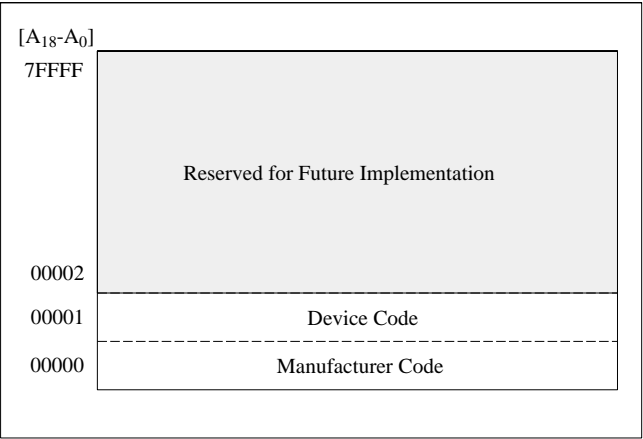 [A18-A0]
7FFFF
Reserved for Future Implementation
00002
00001 Device Code
00000 Manufacturer Code